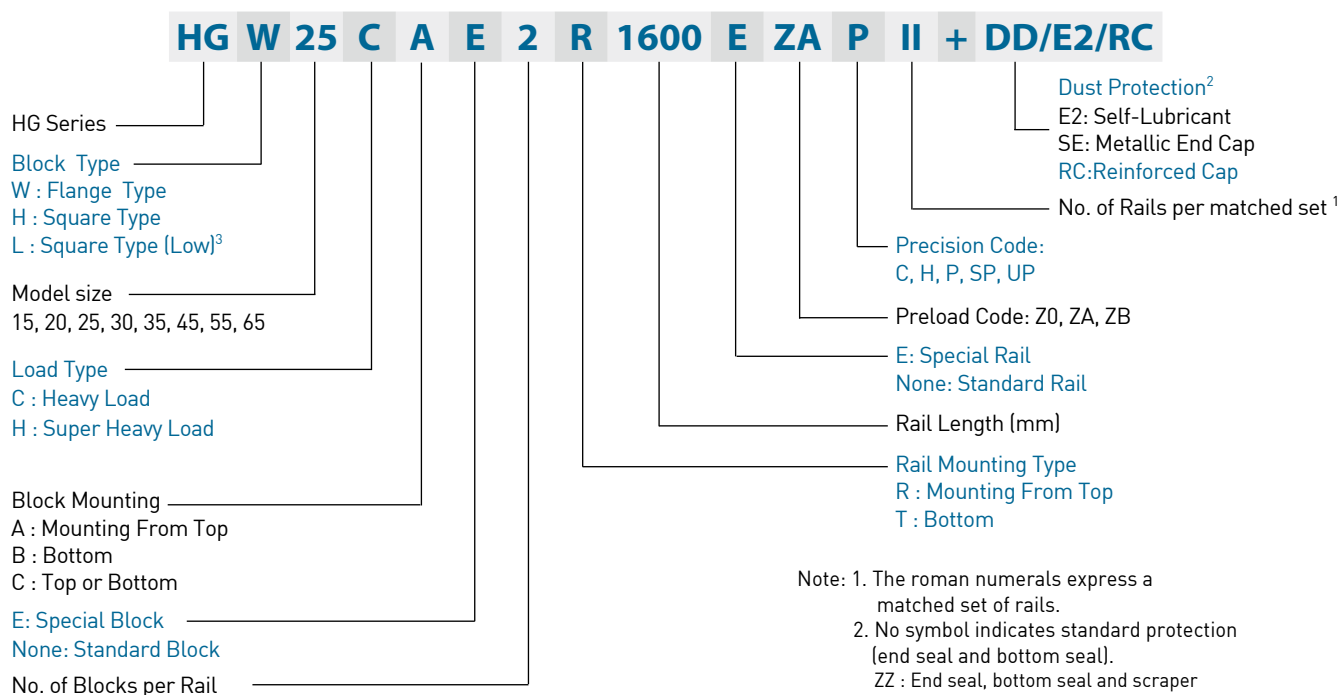 HG W 25 C A E 2 R 1600 E ZA P II + DD/E2/RC
HG Series
Block Type
W : Flange Type
H : Square Type
L : Square Type (Low)3
Model size
15, 20, 25, 30, 35, 45, 55, 65
Load Type
C : Heavy Load
H : Super Heavy Load
Block Mounting
A : Mounting From Top
B : Bottom
C : Top or Bottom
E: Special Block
None: Standard Block
No. of Blocks per Rail
Dust Protection2
E2: Self-Lubricant
SE: Metallic End Cap
RC:Reinforced Cap
No. of Rails per matched set 1
Precision Code:
C, H, P, SP, UP
Preload Code: Z0, ZA, ZB
E: Special Rail
None: Standard Rail
Rail Length (mm)
Rail Mounting Type
R : Mounting From Top
T : Bottom
Note: 1. The roman numerals express a
matched set of rails.
2. No symbol indicates standard protection
(end seal and bottom seal).
ZZ : End seal, bottom seal and scraper